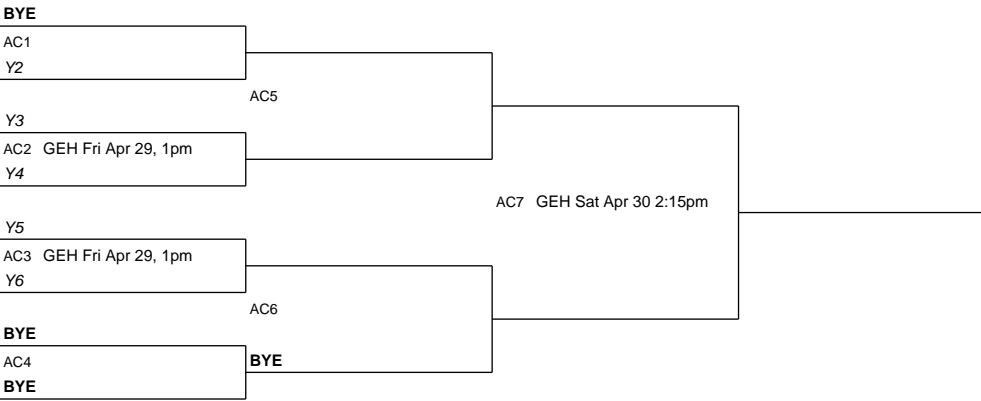 BYE
AC1
Y2
AC5
Y3
AC2 GEH Fri Apr 29, 1pm
Y4
AC7 GEH Sat Apr 30 2:15pm
Y5
AC3 GEH Fri Apr 29, 1pm
Y6
AC6
BYE
AC4
BYE
BYE